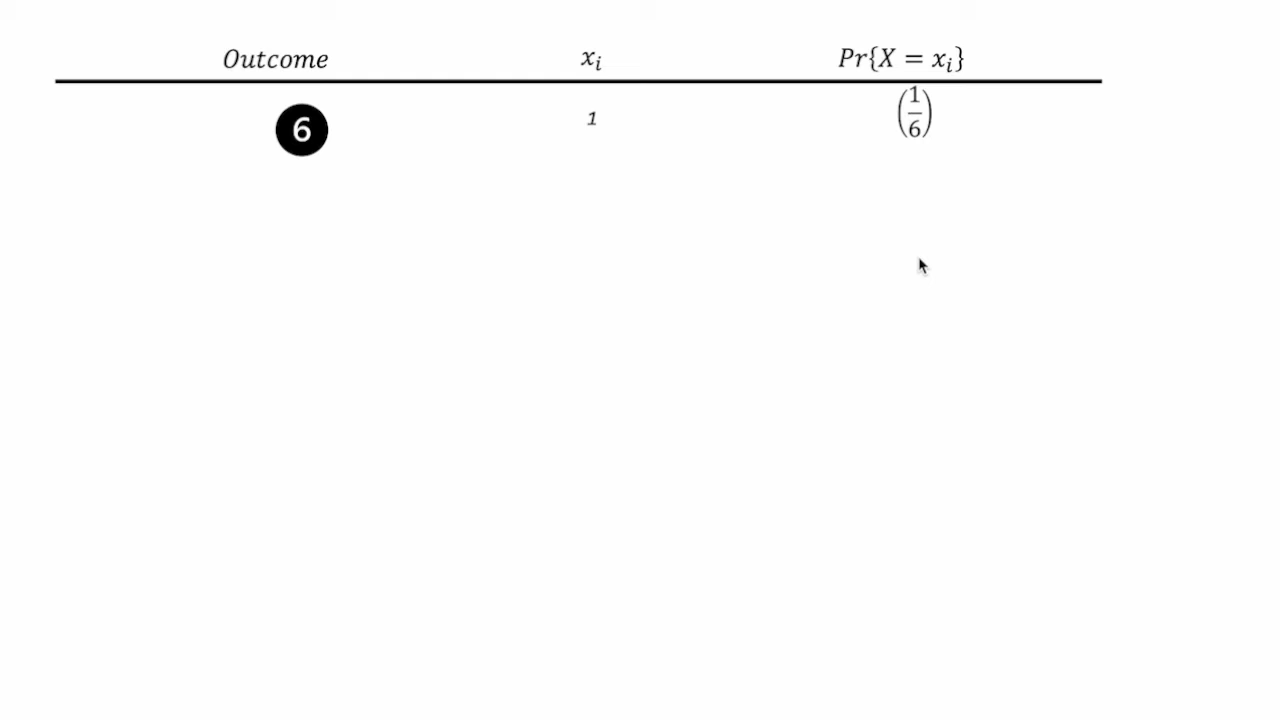 Outcome x_i Pr{X = x_i}
6 1 (1/6)